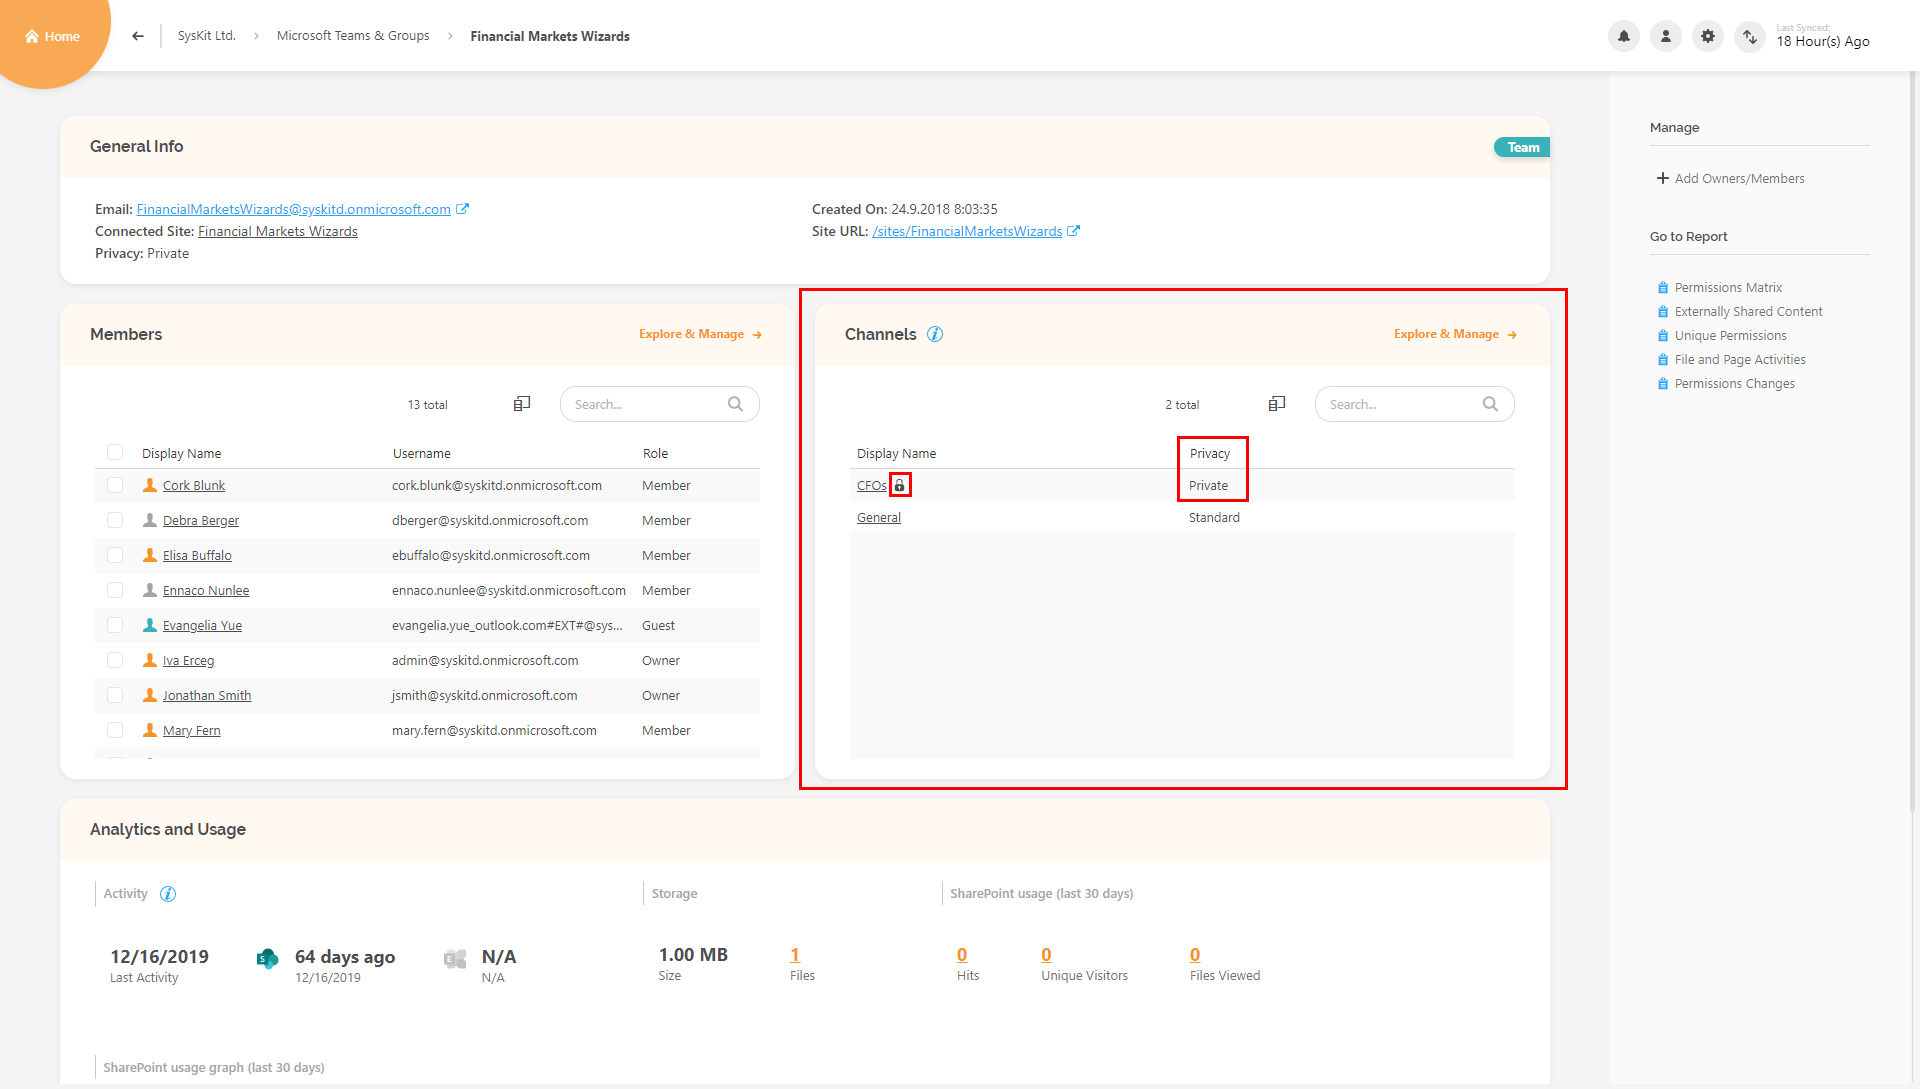 Home
SysKit Ltd. › Microsoft Teams & Groups › Financial Markets Wizards
Last Synced:
18 Hour(s) Ago
General Info
Team
Email: FinancialMarketsWizards@syskitd.onmicrosoft.com
Connected Site: Financial Markets Wizards
Privacy: Private
Created On: 24.9.2018 8:03:35
Site URL: /sites/FinancialMarketsWizards
Manage
Add Owners/Members
Go to Report
Permissions Matrix
Externally Shared Content
Unique Permissions
File and Page Activities
Permissions Changes
Members
Explore & Manage
13 total
Search...
Display Name Username Role
Cork Blunk cork.blunk@syskitd.onmicrosoft.com Member
Debra Berger dberger@syskitd.onmicrosoft.com Member
Elisa Buffalo ebuffalo@syskitd.onmicrosoft.com Member
Ennaco Nunlee ennaco.nunlee@syskitd.onmicrosoft.com Member
Evangelia Yue evangelia.yue_outlook.com#EXT#@sys... Guest
Iva Erceg admin@syskitd.onmicrosoft.com Owner
Jonathan Smith jsmith@syskitd.onmicrosoft.com Owner
Mary Fern mary.fern@syskitd.onmicrosoft.com Member
Channels
Explore & Manage
2 total
Search...
Display Name Privacy
CFOs Private
General Standard
Analytics and Usage
Activity
12/16/2019
Last Activity
64 days ago
12/16/2019
N/A
N/A
Storage
1.00 MB
Size
1
Files
SharePoint usage (last 30 days)
0
Hits
0
Unique Visitors
0
Files Viewed
SharePoint usage graph (last 30 days)